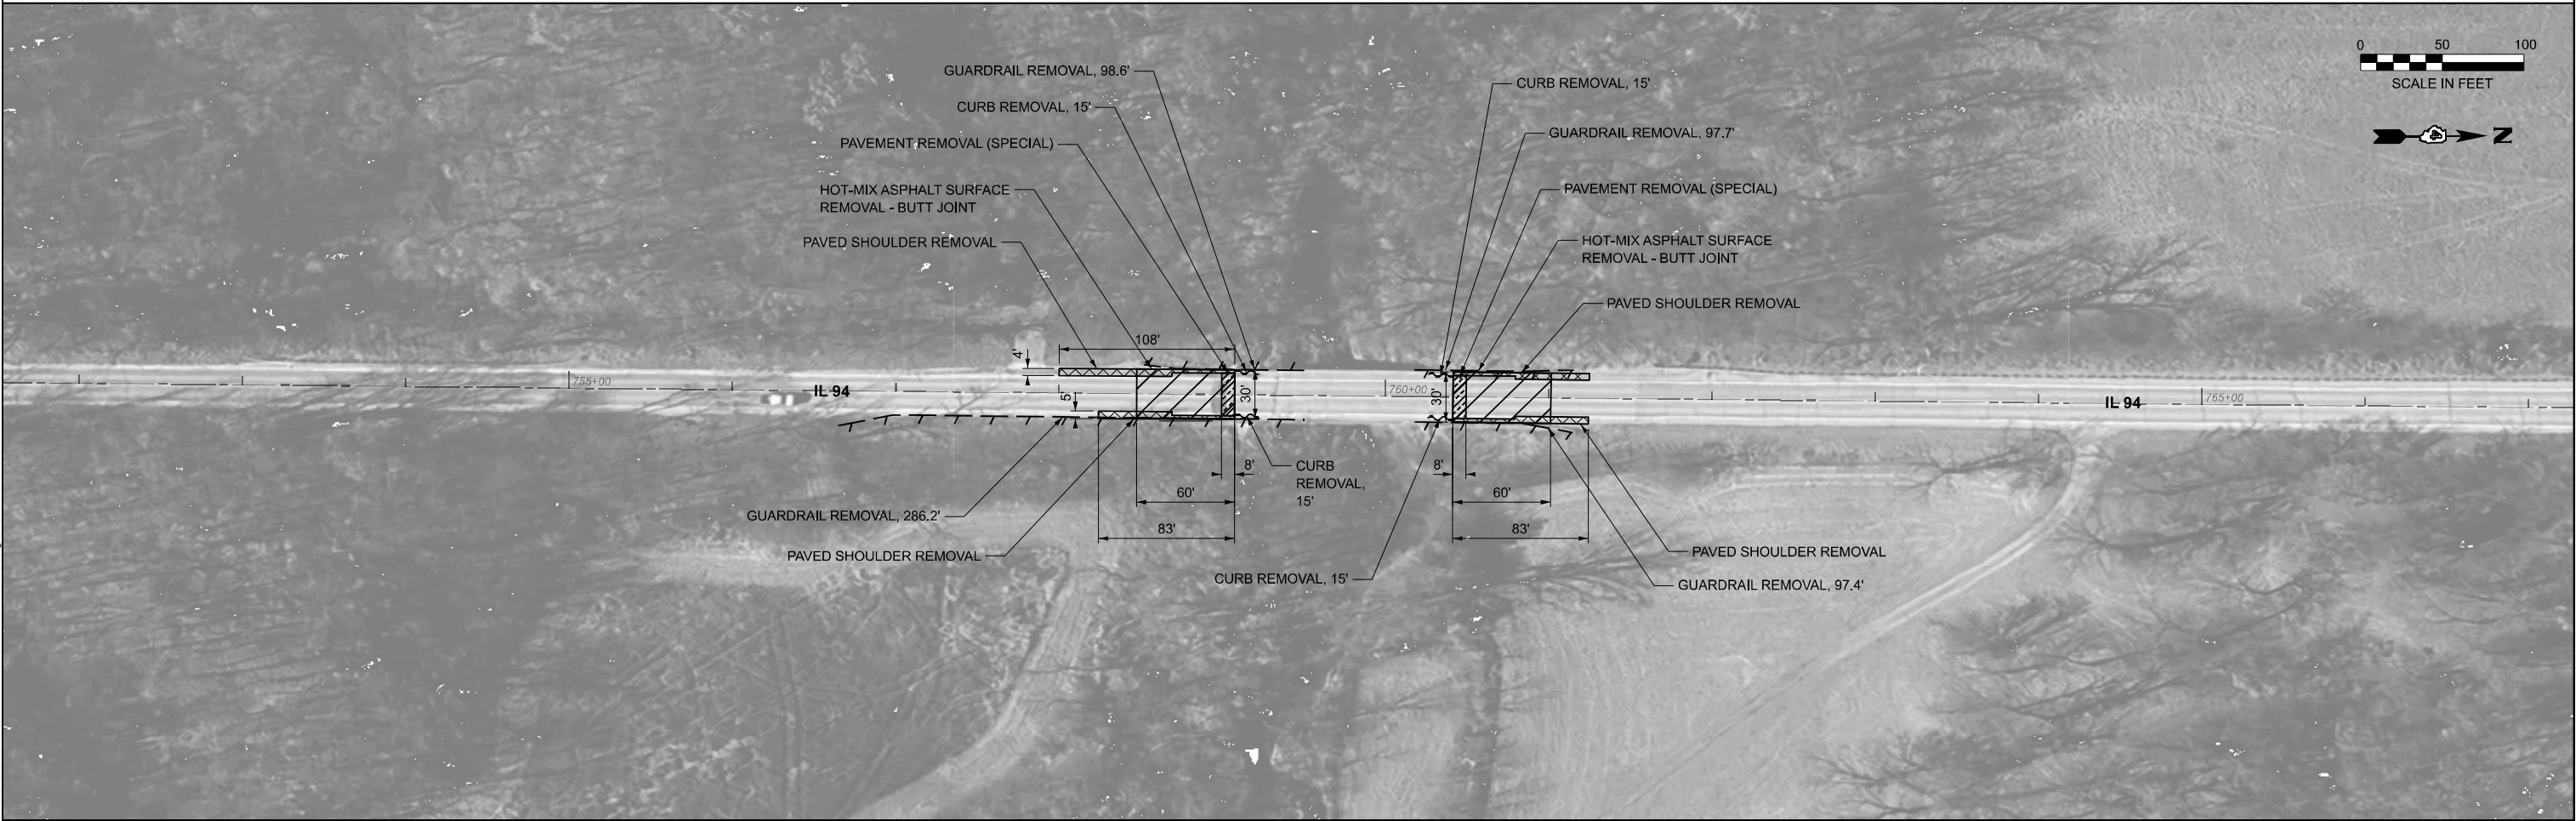 0 50 100
SCALE IN FEET
N
GUARDRAIL REMOVAL, 98.6'
CURB REMOVAL, 15'
PAVEMENT REMOVAL (SPECIAL)
HOT-MIX ASPHALT SURFACE
REMOVAL - BUTT JOINT
PAVED SHOULDER REMOVAL
CURB REMOVAL, 15'
GUARDRAIL REMOVAL, 97.7'
PAVEMENT REMOVAL (SPECIAL)
HOT-MIX ASPHALT SURFACE
REMOVAL - BUTT JOINT
PAVED SHOULDER REMOVAL
108'
4'
755+00
IL 94
5'
30'
30'
760+00
IL 94
765+00
8'
60'
83'
CURB
REMOVAL,
15'
8'
60'
83'
GUARDRAIL REMOVAL, 286.2'
PAVED SHOULDER REMOVAL
CURB REMOVAL, 15'
PAVED SHOULDER REMOVAL
GUARDRAIL REMOVAL, 97.4'